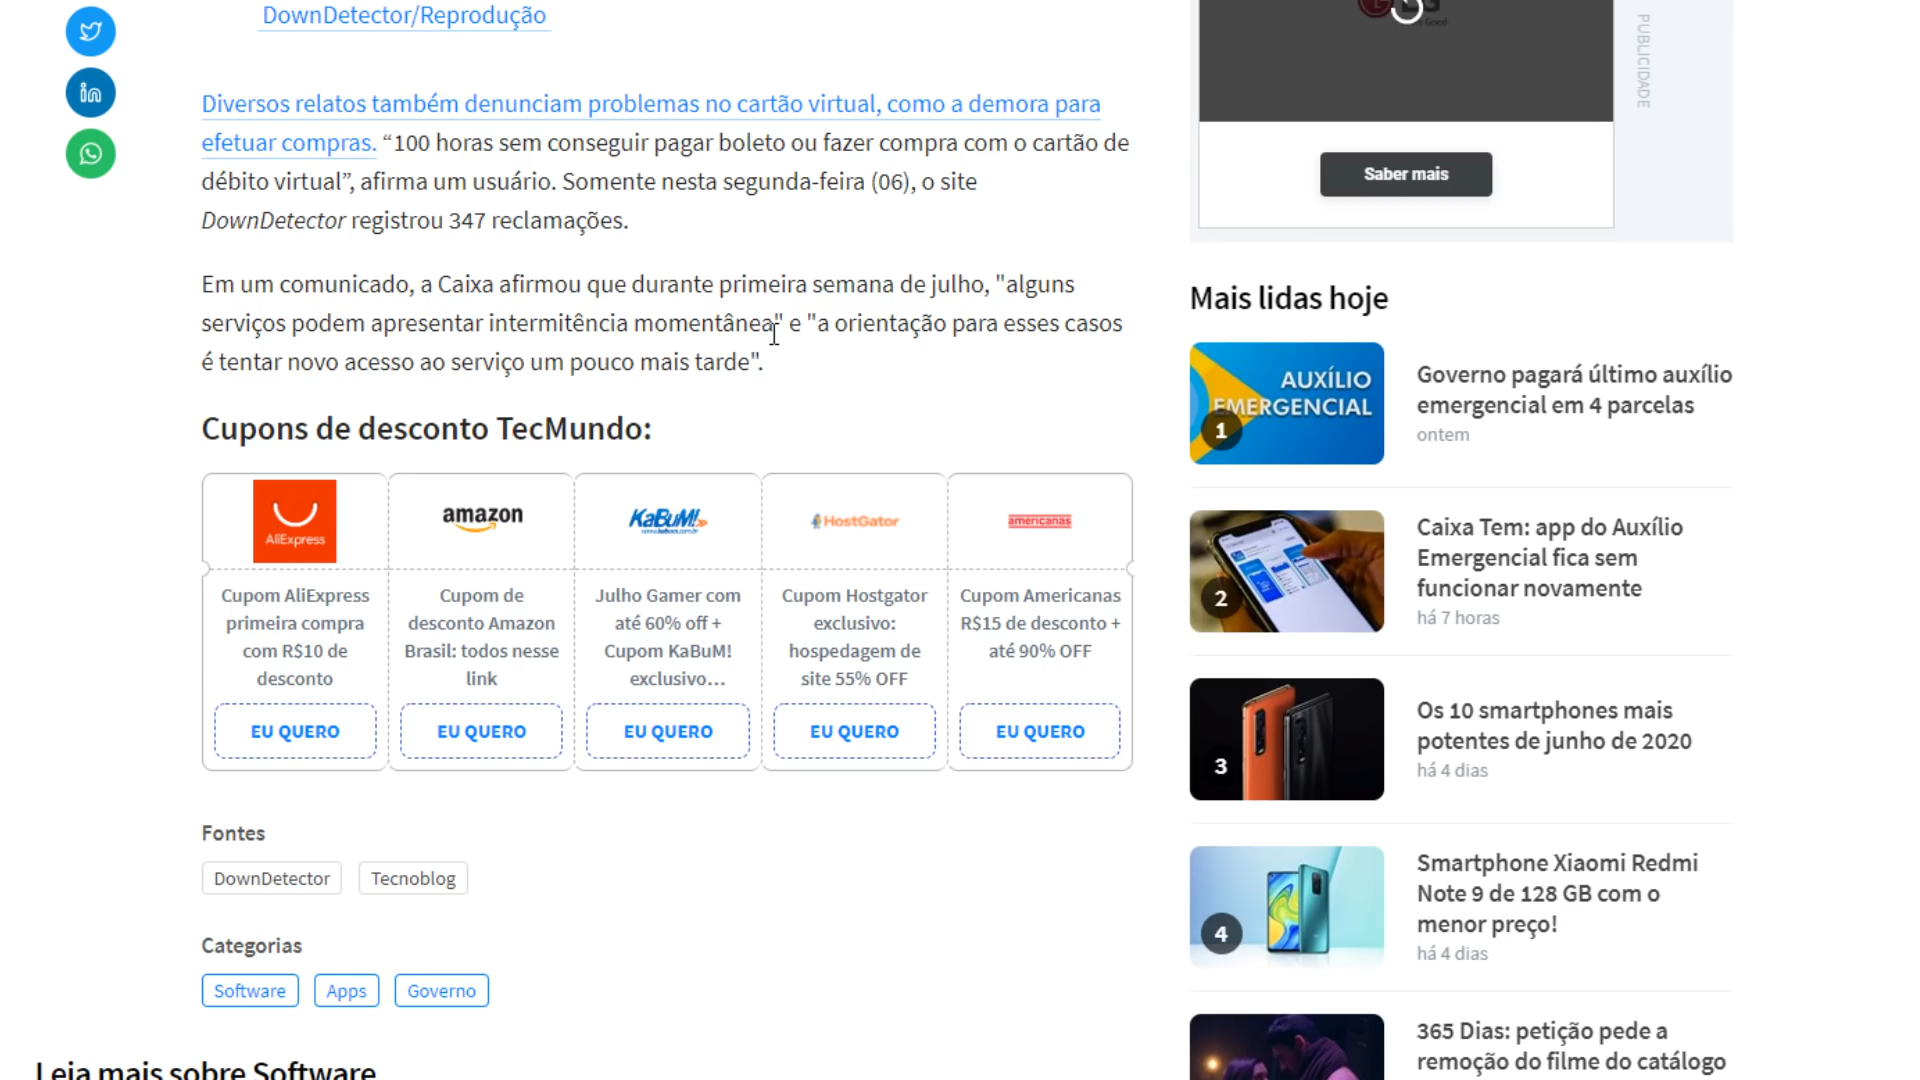 DownDetector/Reprodução
Diversos relatos também denunciam problemas no cartão virtual, como a demora para
efetuar compras. “100 horas sem conseguir pagar boleto ou fazer compra com o cartão de
débito virtual”, afirma um usuário. Somente nesta segunda-feira (06), o site
DownDetector registrou 347 reclamações.
Em um comunicado, a Caixa afirmou que durante primeira semana de julho, "alguns
serviços podem apresentar intermitência momentânea" e "a orientação para esses casos
é tentar novo acesso ao serviço um pouco mais tarde".
Cupons de desconto TecMundo:
AliExpress
Cupom AliExpress
primeira compra
com R$10 de
desconto
EU QUERO
amazon
Cupom de
desconto Amazon
Brasil: todos nesse
link
EU QUERO
KaBuM!
www.kabum.com.br
Julho Gamer com
até 60% off +
Cupom KaBuM!
exclusivo…
EU QUERO
HostGator
Cupom Hostgator
exclusivo:
hospedagem de
site 55% OFF
EU QUERO
americanas
Cupom Americanas
R$15 de desconto +
até 90% OFF
EU QUERO
Fontes
DownDetector
Tecnoblog
Categorias
Software
Apps
Governo
Leia mais sobre Software
LG
PUBLICIDADE
Saber mais
Mais lidas hoje
AUXÍLIO
EMERGENCIAL
1
Governo pagará último auxílio
emergencial em 4 parcelas
ontem
2
Caixa Tem: app do Auxílio
Emergencial fica sem
funcionar novamente
há 7 horas
3
Os 10 smartphones mais
potentes de junho de 2020
há 4 dias
4
Smartphone Xiaomi Redmi
Note 9 de 128 GB com o
menor preço!
há 4 dias
365 Dias: petição pede a
remoção do filme do catálogo